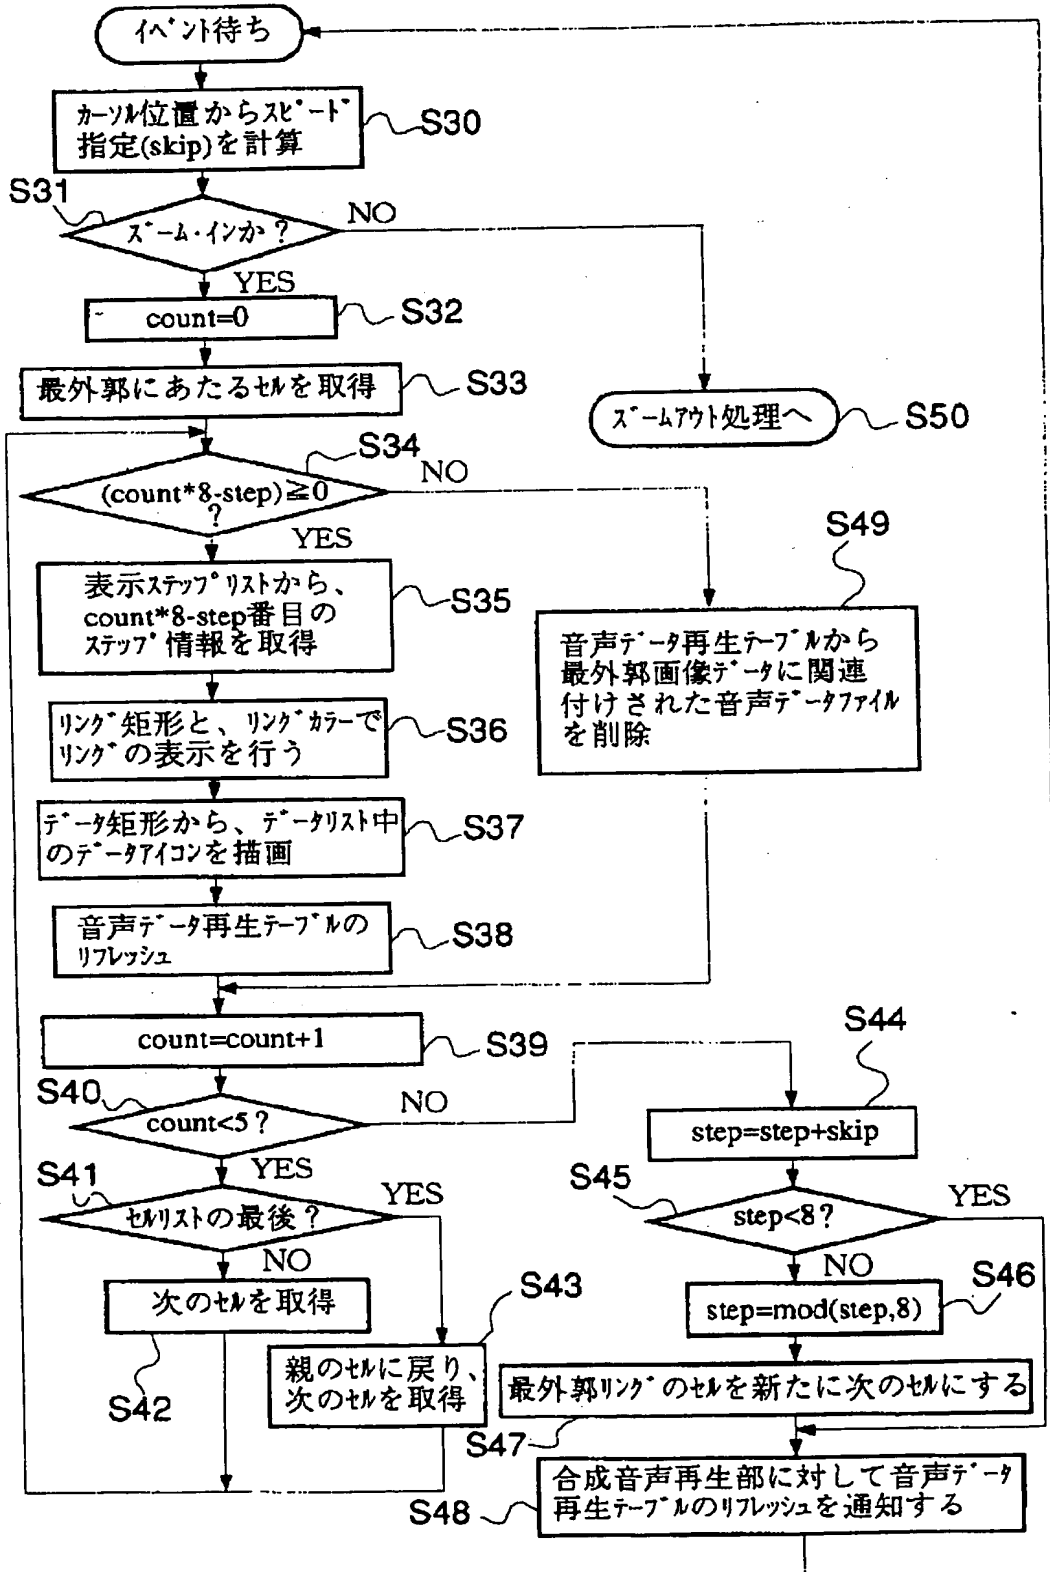 イベント待ち
カーソル位置からスピード
指定(skip)を計算
S30
S31
ズーム・インか？
NO
YES
count=0
S32
最外郭にあたるセルを取得
S33
ズームアウト処理へ
S50
S34
(count*8-step)≧0
？
NO
YES
表示ステップリストから、
count*8-step番目の
ステップ情報を取得
S35
S49
音声データ再生テーブルから
最外郭画像データに関連
付けされた音声データファイル
を削除
リング矩形と、リングカラーで
リングの表示を行う
S36
データ矩形から、データリスト中
のデータアイコンを描画
S37
音声データ再生テーブルの
リフレッシュ
S38
count=count+1
S39
S40
count<5？
NO
YES
S44
step=step+skip
S41
セルリストの最後？
YES
NO
S45
step<8？
YES
NO
次のセルを取得
S42
S43
親のセルに戻り、
次のセルを取得
step=mod(step,8)
S46
最外郭リングのセルを新たに次のセルにする
S47
合成音声再生部に対して音声データ
再生テーブルのリフレッシュを通知する
S48